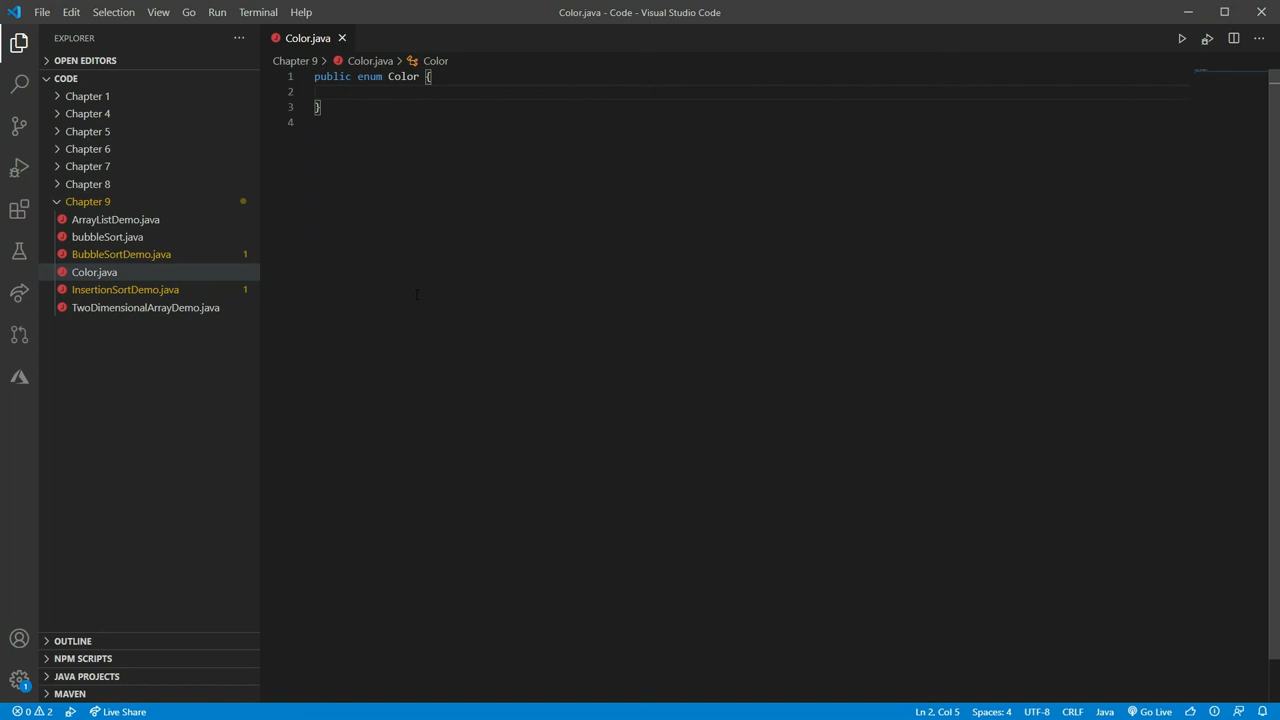 File Edit Selection View Go Run Terminal Help
Color.java - Code - Visual Studio Code
EXPLORER
OPEN EDITORS
CODE
Chapter 1
Chapter 4
Chapter 5
Chapter 6
Chapter 7
Chapter 8
Chapter 9
ArrayListDemo.java
bubbleSort.java
BubbleSortDemo.java 1
Color.java
InsertionSortDemo.java 1
TwoDimensionalArrayDemo.java
OUTLINE
NPM SCRIPTS
JAVA PROJECTS
MAVEN
Color.java
Chapter 9 > Color.java > Color
1 public enum Color {
2
3 }
4
1
0 2 Live Share
Ln 2, Col 5 Spaces: 4 UTF-8 CRLF Java Go Live